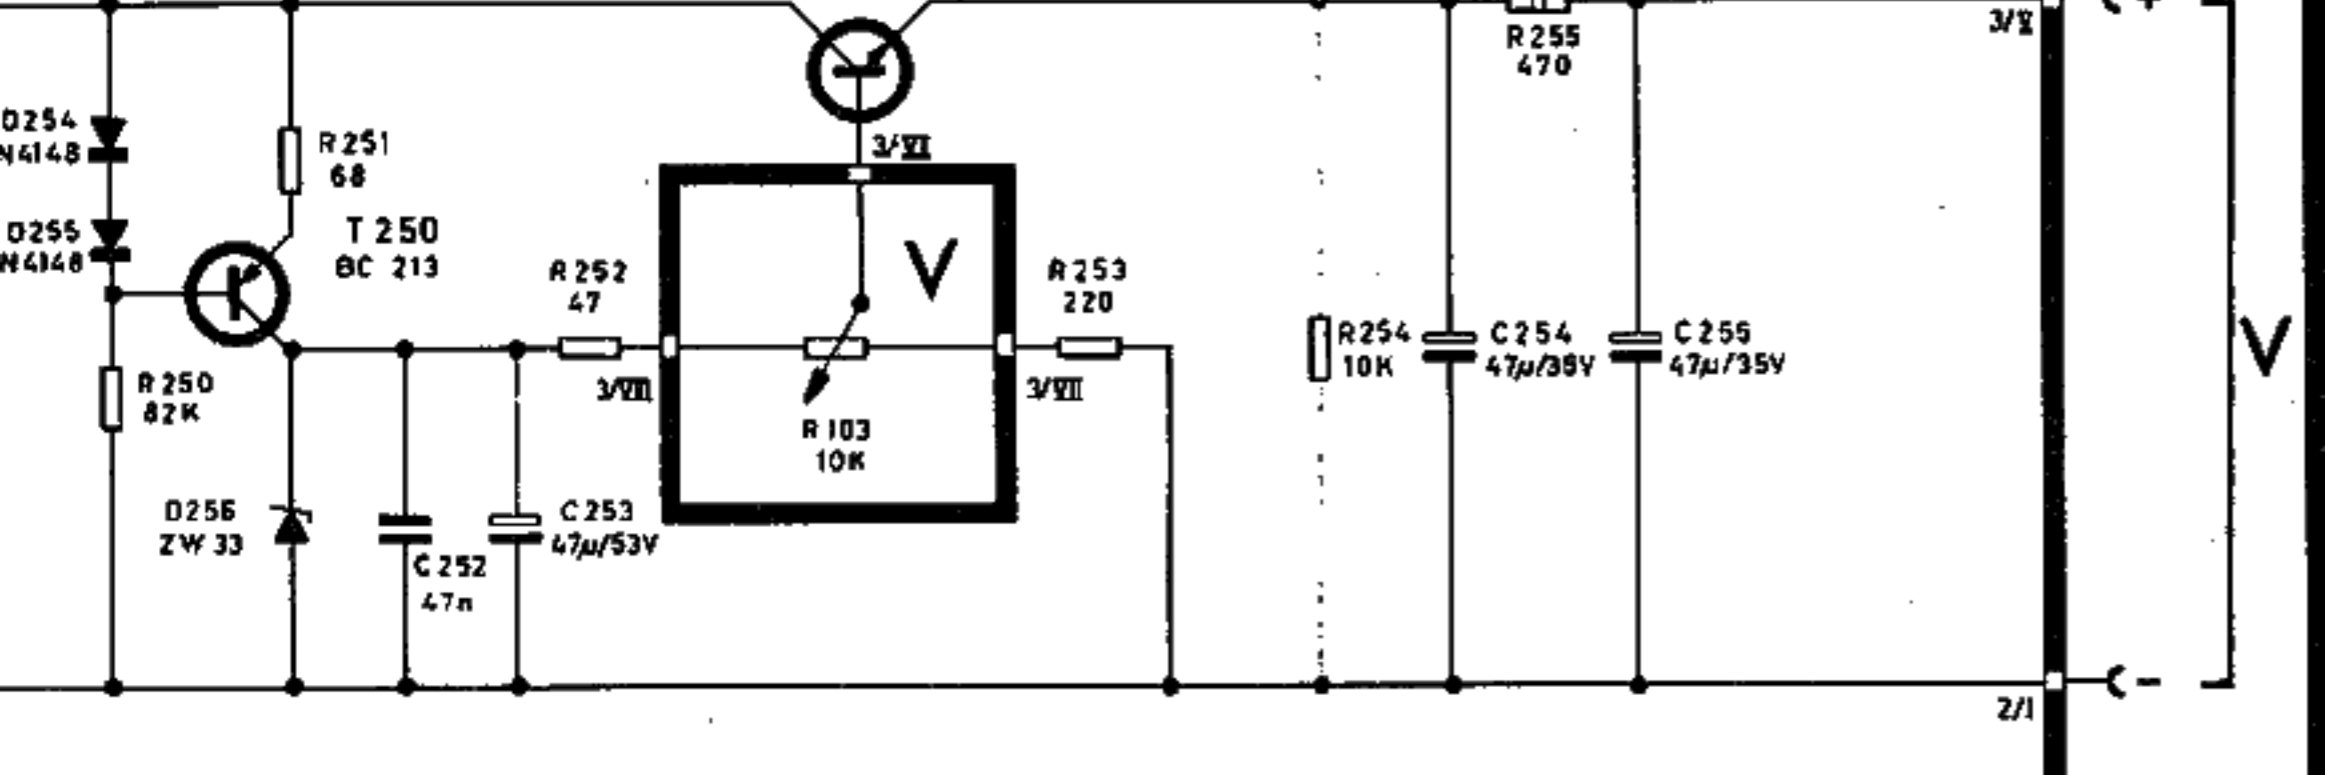 D254
N4148
D255
N4148
R251
68
T250
BC 213
R250
82K
D256
ZW 33
C252
47n
C253
47µ/53V
R252
47
3/VIII
3/VI
V
R103
10K
R253
220
3/VII
R254
10K
C254
47µ/35V
R255
470
C255
47µ/35V
3/V
+
V
2/I
-